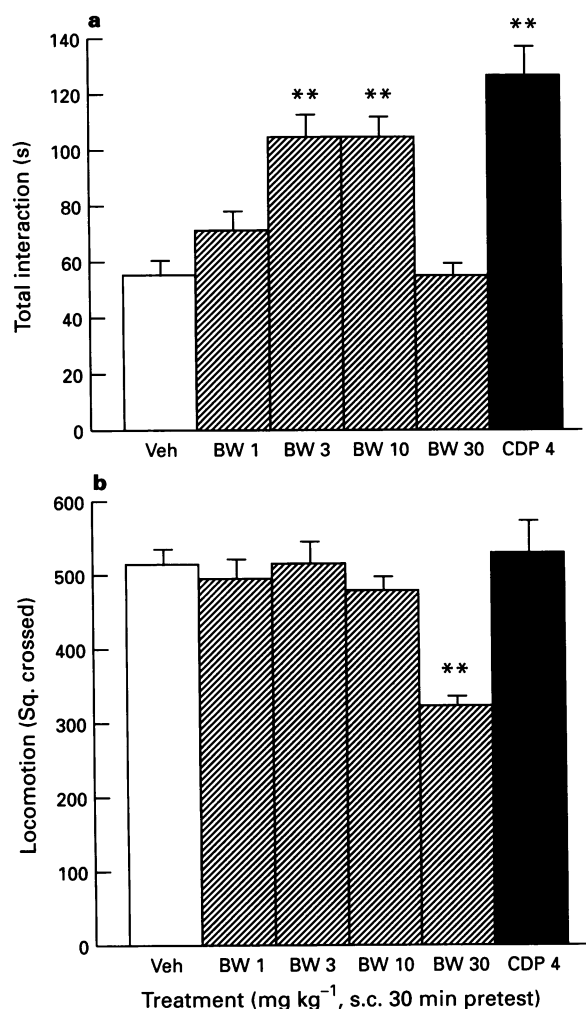 a
140
120
100
80
60
40
20
0
Total interaction (s)
** ** **
Veh BW 1 BW 3 BW 10 BW 30 CDP 4
b
600
500
400
300
200
100
0
Locomotion (Sq. crossed)
**
Veh BW 1 BW 3 BW 10 BW 30 CDP 4
Treatment (mg kg⁻¹, s.c. 30 min pretest)